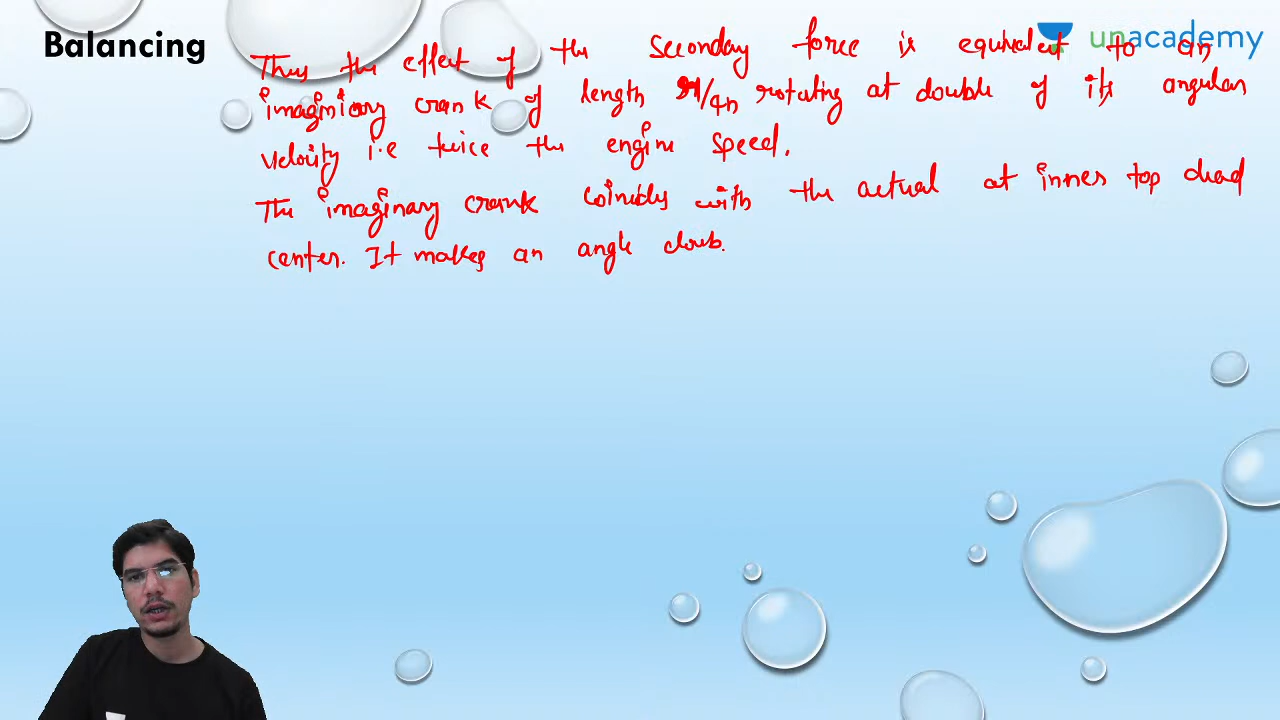 Balancing
unacademy
Thus the effect of the seconday force is equivalent to an
imaginiary crank of length r/4n rotating at double of its angular
velocity i.e twice the engine speed.
The imaginary crank coincides with the actual at inner top dead
center. It makes an angle doub.